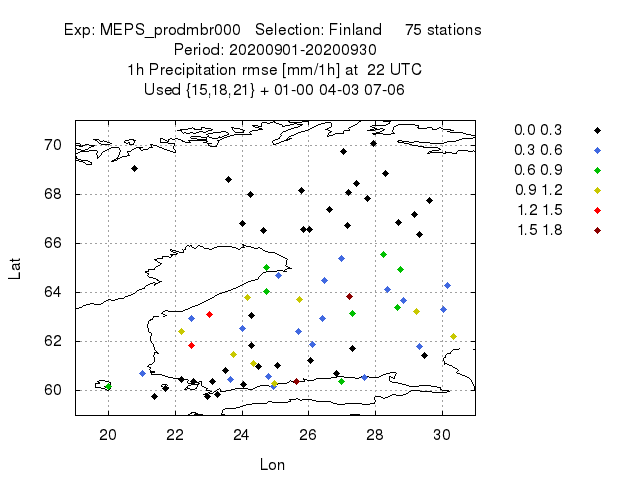 Exp: MEPS_prodmbr000 Selection: Finland 75 stations
Period: 20200901-20200930
1h Precipitation rmse [mm/1h] at 22 UTC
Used {15,18,21} + 01-00 04-03 07-06
0.0 0.3
0.3 0.6
0.6 0.9
0.9 1.2
1.2 1.5
1.5 1.8
70
68
66
64
62
60
Lat
20 22 24 26 28 30
Lon